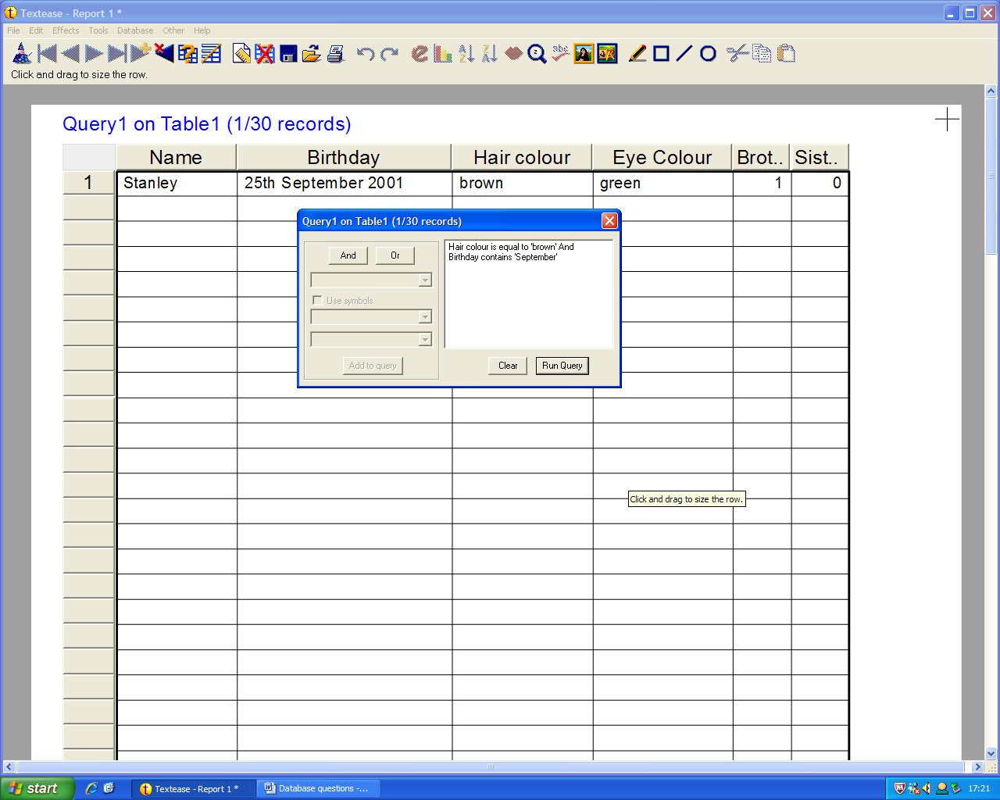 Textease - Report 1 *
File Edit Effects Tools Database Other Help
Click and drag to size the row.
Query1 on Table1 (1/30 records)
Name Birthday Hair colour Eye Colour Brot.. Sist..
1 Stanley 25th September 2001 brown green 1 0
Query1 on Table1 (1/30 records)
And Or
Use symbols
Add to query
Hair colour is equal to 'brown' And
Birthday contains 'September'
Clear Run Query
Click and drag to size the row.
start Textease - Report 1 * Database questions -... 17:21